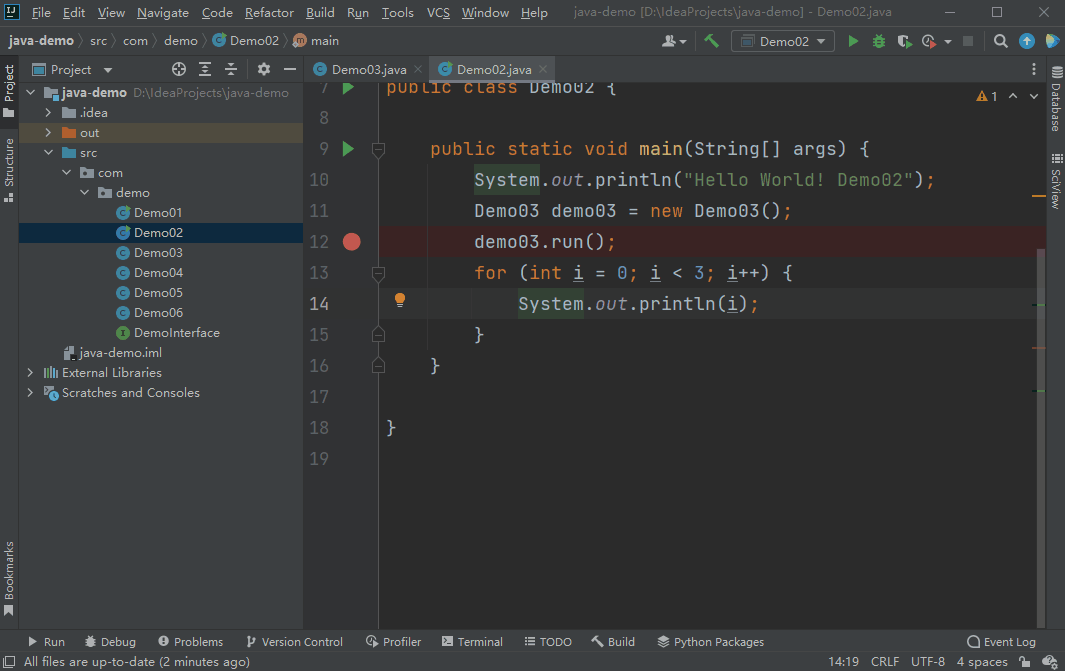 File Edit View Navigate Code Refactor Build Run Tools VCS Window Help java-demo [D:\IdeaProjects\java-demo] - Demo02.java
java-demo src com demo Demo02 main Demo02
Project
Demo03.java Demo02.java
java-demo D:\IdeaProjects\java-demo
.idea
out
src
com
demo
Demo01
Demo02
Demo03
Demo04
Demo05
Demo06
DemoInterface
java-demo.iml
External Libraries
Scratches and Consoles
Project
Structure
Bookmarks
7 public class Demo02 {
8
9 public static void main(String[] args) {
10 System.out.println("Hello World! Demo02");
11 Demo03 demo03 = new Demo03();
12 demo03.run();
13 for (int i = 0; i < 3; i++) {
14 System.out.println(i);
15 }
16 }
17
18 }
19
1
Database
SciView
Run Debug Problems Version Control Profiler Terminal TODO Build Python Packages Event Log
All files are up-to-date (2 minutes ago) 14:19 CRLF UTF-8 4 spaces